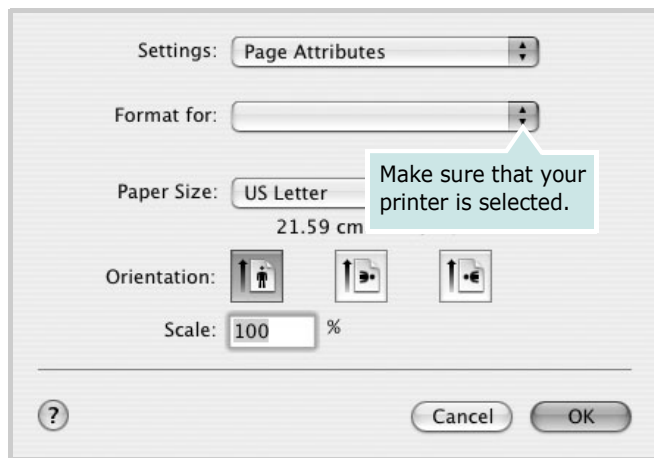 Settings: Page Attributes
Format for:
Make sure that your
printer is selected.
Paper Size: US Letter
21.59 cm
Orientation:
Scale: 100 %
? Cancel OK